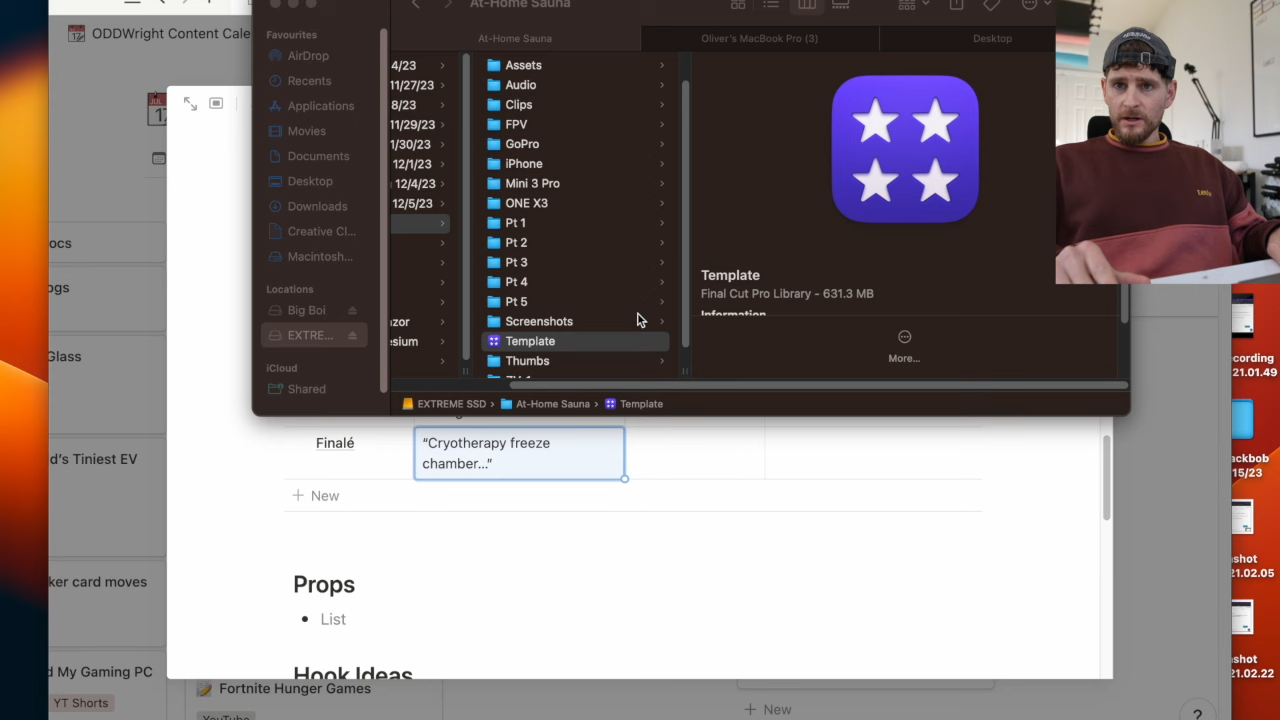 ODDWright Content Cale
JUL
17
ocs
ogs
Glass
d's Tiniest EV
ker card moves
d My Gaming PC
YT Shorts
At-Home Sauna
At-Home Sauna
Oliver's MacBook Pro (3)
Desktop
Favourites
AirDrop
Recents
Applications
Movies
Documents
Desktop
Downloads
Creative Cl...
Macintosh...
Locations
Big Boi
EXTRE...
iCloud
Shared
4/23
11/27/23
8/23
11/29/23
1/30/23
12/1/23
12/4/23
12/5/23
zor
sium
Assets
Audio
Clips
FPV
GoPro
iPhone
Mini 3 Pro
ONE X3
Pt 1
Pt 2
Pt 3
Pt 4
Pt 5
Screenshots
Template
Thumbs
Template
Final Cut Pro Library - 631.3 MB
Information
More...
EXTREME SSD › At-Home Sauna › Template
Finalé
“Cryotherapy freeze
chamber...”
+ New
Props
• List
Hook Ideas
Fortnite Hunger Games
YouTube
+ New
?
cording
21.01.49
ackbob
15/23
shot
21.02.05
shot
21.02.22